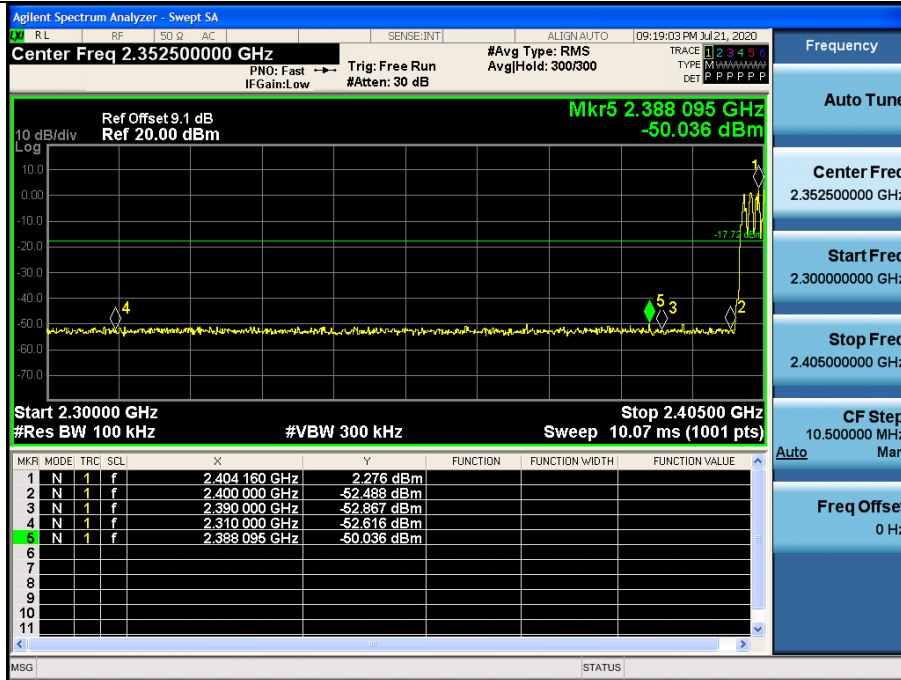 Agilent Spectrum Analyzer - Swept SA
LXI RL RF 50 Ω AC SENSE:INT ALIGN AUTO 09:19:03 PM Jul 21, 2020
Center Freq 2.352500000 GHz
PNO: Fast
IFGain:Low
Trig: Free Run
#Atten: 30 dB
#Avg Type: RMS
Avg|Hold: 300/300
TRACE 1 2 3 4 5 6
TYPE M W W W W W
DET P P P P P P
Frequency
Auto Tune
Center Freq
2.352500000 GHz
Start Freq
2.300000000 GHz
Stop Freq
2.405000000 GHz
CF Step
10.500000 MHz
Auto Man
Freq Offset
0 Hz
Mkr5 2.388 095 GHz
-50.036 dBm
Ref Offset 9.1 dB
10 dB/div Ref 20.00 dBm
Log
10.0
0.00
-10.0
-20.0
-30.0
-40.0
-50.0
-60.0
-70.0
1
-17.72 dBm
4
5
3
2
Start 2.30000 GHz Stop 2.40500 GHz
#Res BW 100 kHz #VBW 300 kHz Sweep 10.07 ms (1001 pts)
MKR MODE TRC SCL X Y FUNCTION FUNCTION WIDTH FUNCTION VALUE
1 N 1 f 2.404 160 GHz 2.276 dBm
2 N 1 f 2.400 000 GHz -52.488 dBm
3 N 1 f 2.390 000 GHz -52.867 dBm
4 N 1 f 2.310 000 GHz -52.616 dBm
5 N 1 f 2.388 095 GHz -50.036 dBm
6
7
8
9
10
11
MSG STATUS